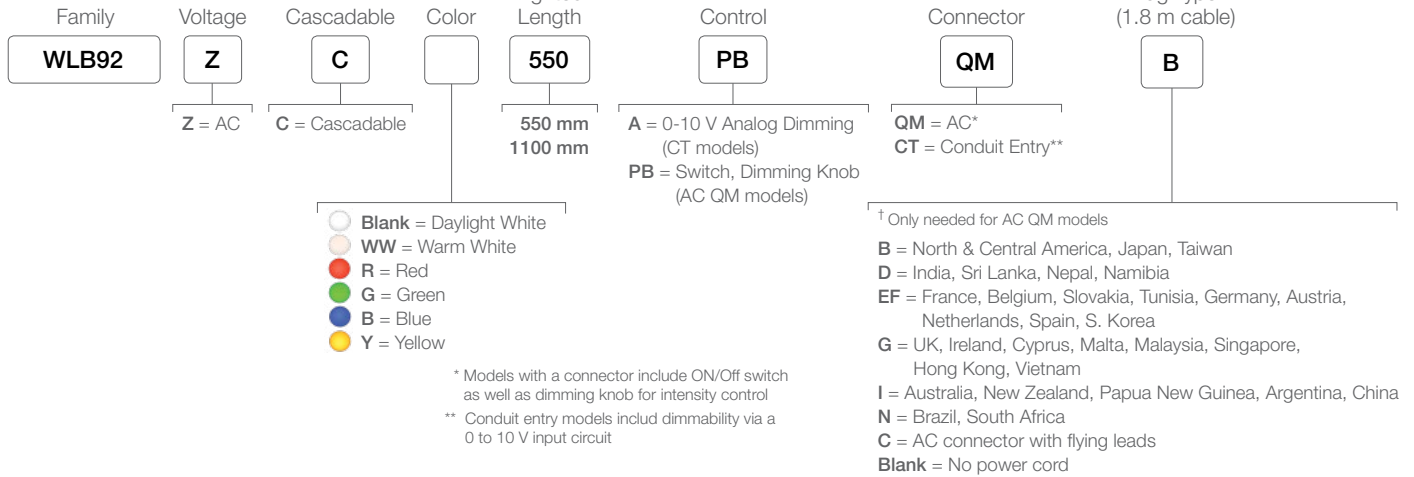 Family
Voltage
Cascadable
Color
Length
Control
Connector
(1.8 m cable)
WLB92
Z
C
550
PB
QM
B
Z = AC
C = Cascadable
550 mm
1100 mm
A = 0-10 V Analog Dimming
(CT models)
PB = Switch, Dimming Knob
(AC QM models)
QM = AC*
CT = Conduit Entry**
Blank = Daylight White
WW = Warm White
R = Red
G = Green
B = Blue
Y = Yellow
* Models with a connector include ON/Off switch
as well as dimming knob for intensity control
** Conduit entry models includ dimmability via a
0 to 10 V input circuit
† Only needed for AC QM models
B = North & Central America, Japan, Taiwan
D = India, Sri Lanka, Nepal, Namibia
EF = France, Belgium, Slovakia, Tunisia, Germany, Austria,
Netherlands, Spain, S. Korea
G = UK, Ireland, Cyprus, Malta, Malaysia, Singapore,
Hong Kong, Vietnam
I = Australia, New Zealand, Papua New Guinea, Argentina, China
N = Brazil, South Africa
C = AC connector with flying leads
Blank = No power cord